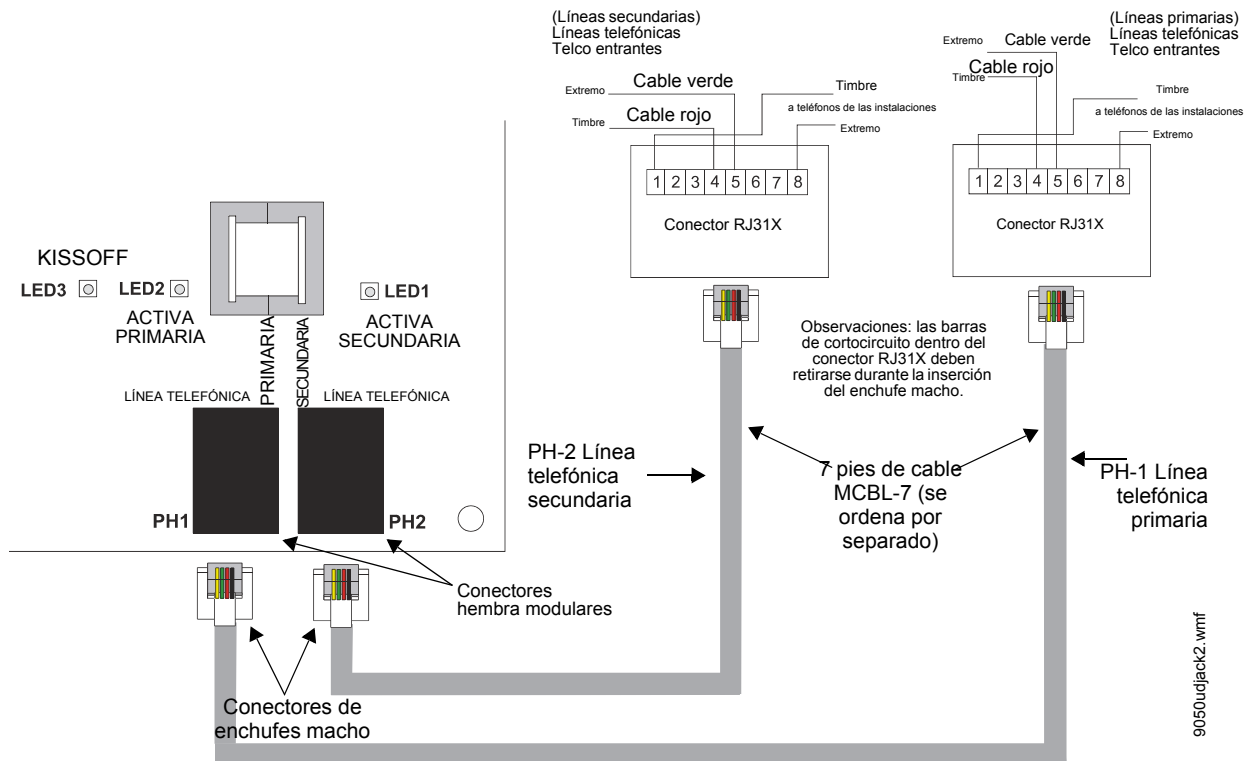 (Líneas secundarias)
Líneas telefónicas
Telco entrantes
Extremo
Cable verde
Timbre
Cable rojo
Timbre
a teléfonos de las instalaciones
Extremo
1 2 3 4 5 6 7 8
Conector RJ31X
(Líneas primarias)
Líneas telefónicas
Telco entrantes
Extremo
Cable verde
Cable rojo
Timbre
Timbre
a teléfonos de las instalaciones
Extremo
1 2 3 4 5 6 7 8
Conector RJ31X
KISSOFF
LED3
LED2
LED1
ACTIVA
PRIMARIA
ACTIVA
SECUNDARIA
PRIMARIA
SECUNDARIA
LÍNEA TELEFÓNICA
LÍNEA TELEFÓNICA
PH1
PH2
Observaciones: las barras
de cortocircuito dentro del
conector RJ31X deben
retirarse durante la inserción
del enchufe macho.
PH-2 Línea
telefónica
secundaria
7 pies de cable
MCBL-7 (se
ordena por
separado)
PH-1 Línea
telefónica
primaria
Conectores
hembra modulares
Conectores de
enchufes macho
9050udjack2.wmf